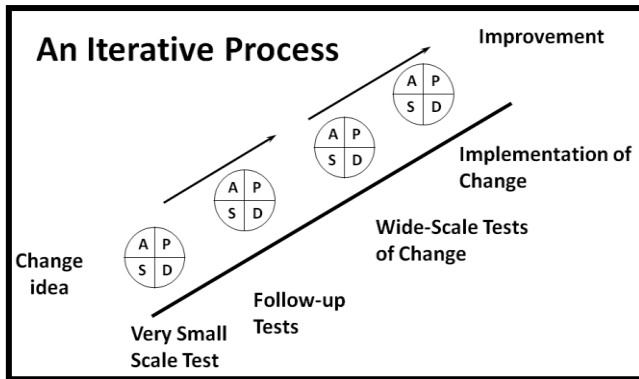 An Iterative Process
Improvement
A P
S D
A P
S D
A P
S D
A P
S D
Implementation of
Change
Wide-Scale Tests
of Change
Change
idea
Follow-up
Tests
Very Small
Scale Test